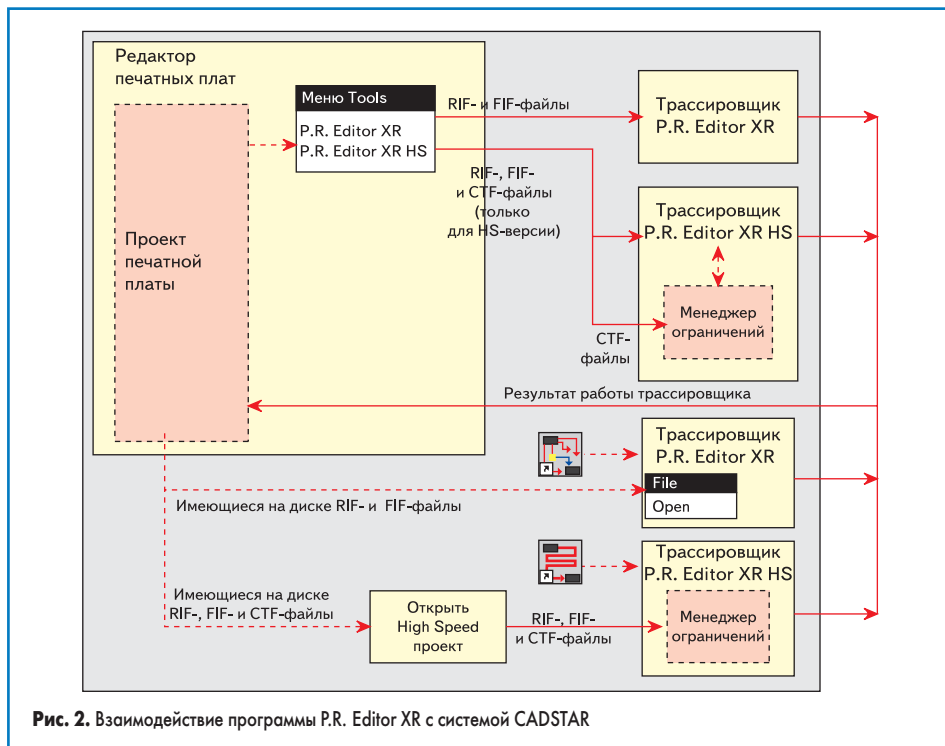 Редактор
печатных плат
Меню Tools
P.R. Editor XR
P.R. Editor XR HS
Проект
печатной
платы
RIF- и FIF-файлы
RIF-, FIF-
и CTF-файлы
(только
для HS-версии)
Трассировщик
P.R. Editor XR
Трассировщик
P.R. Editor XR HS
Менеджер
ограничений
CTF-
файлы
Результат работы трассировщика
Трассировщик
P.R. Editor XR
File
Open
Имеющиеся на диске RIF- и FIF-файлы
Имеющиеся на диске
RIF-, FIF- и CTF-файлы
Открыть
High Speed
проект
RIF-, FIF-
и CTF-файлы
Трассировщик
P.R. Editor XR HS
Менеджер
ограничений
Рис. 2. Взаимодействие программы P.R. Editor XR с системой CADSTAR